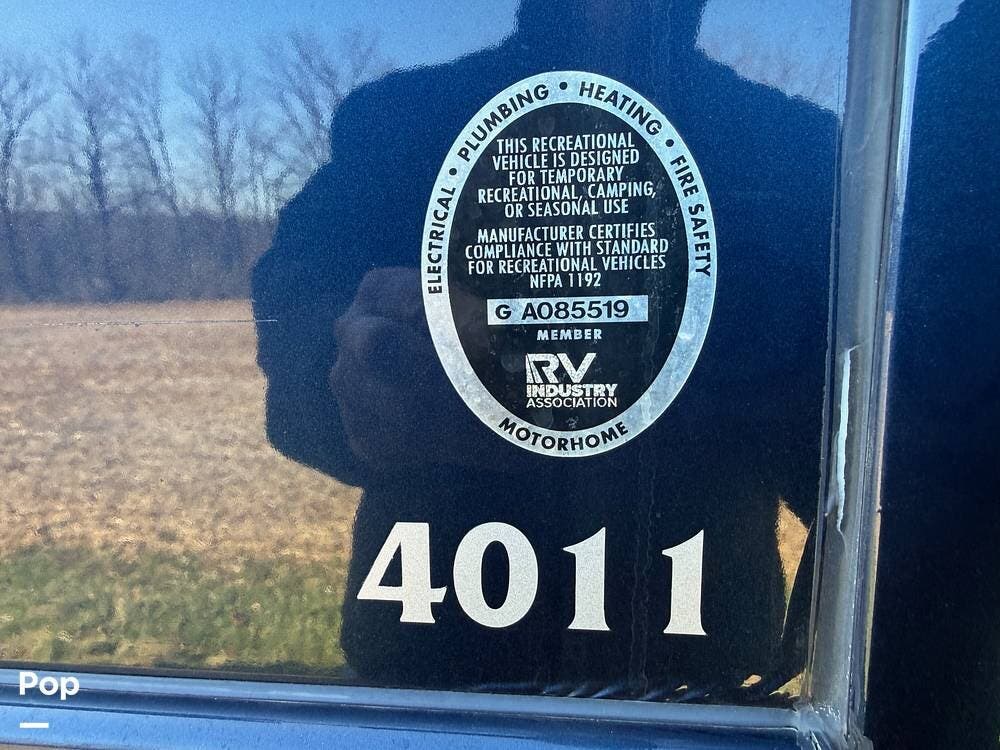 ELECTRICAL • PLUMBING • HEATING • FIRE SAFETY
THIS RECREATIONAL
VEHICLE IS DESIGNED
FOR TEMPORARY
RECREATIONAL, CAMPING,
OR SEASONAL USE
MANUFACTURER CERTIFIES
COMPLIANCE WITH STANDARD
FOR RECREATIONAL VEHICLES
NFPA 1192
G A085519
MEMBER
RV
INDUSTRY
ASSOCIATION
MOTORHOME
4011
Pop